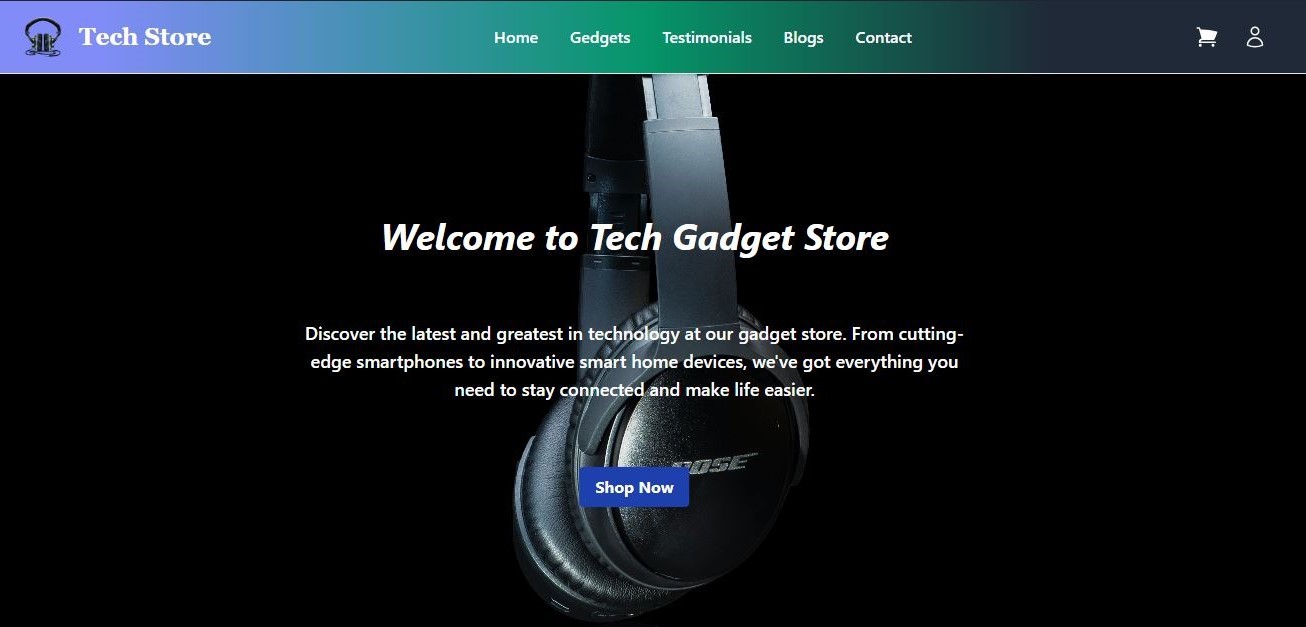 Tech Store
Home
Gedgets
Testimonials
Blogs
Contact
Welcome to Tech Gadget Store
Discover the latest and greatest in technology at our gadget store. From cutting-
edge smartphones to innovative smart home devices, we've got everything you
need to stay connected and make life easier.
BOSE
Shop Now